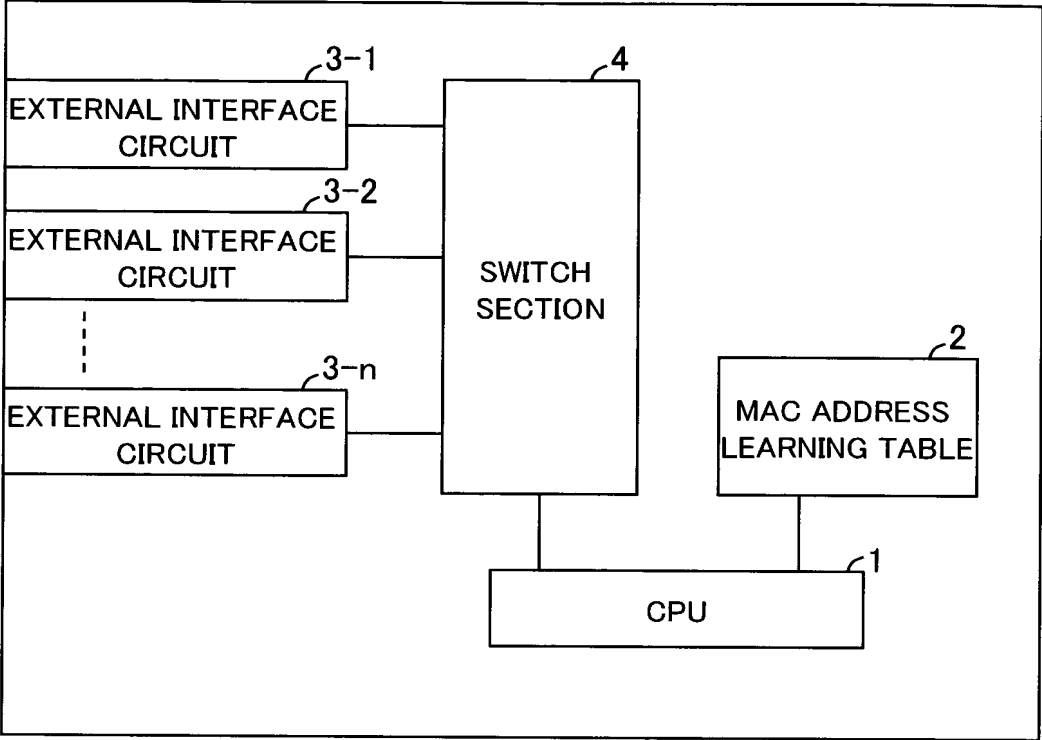 3-1
EXTERNAL INTERFACE
CIRCUIT
3-2
EXTERNAL INTERFACE
CIRCUIT
3-n
EXTERNAL INTERFACE
CIRCUIT
4
SWITCH
SECTION
2
MAC ADDRESS
LEARNING TABLE
1
CPU